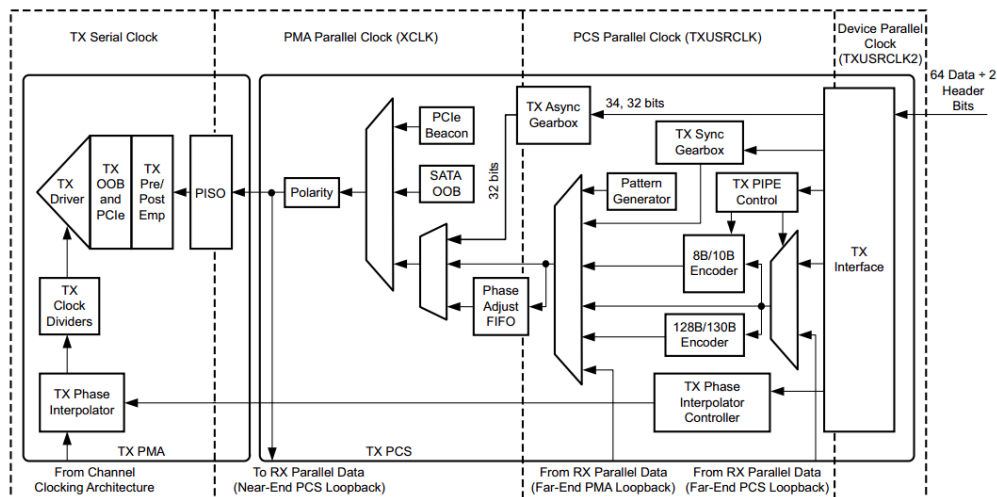 TX Serial Clock
PMA Parallel Clock (XCLK)
PCS Parallel Clock (TXUSRCLK)
Device Parallel
Clock
(TXUSRCLK2)
64 Data + 2
Header
Bits
TX Async
Gearbox
34, 32 bits
32 bits
TX Sync
Gearbox
PCIe
Beacon
SATA
OOB
Pattern
Generator
TX PIPE
Control
TX
Driver
TX
OOB
and
PCIe
TX
Pre/
Post
Emp
PISO
Polarity
8B/10B
Encoder
TX
Interface
Phase
Adjust
FIFO
128B/130B
Encoder
TX
Clock
Dividers
TX Phase
Interpolator
TX Phase
Interpolator
Controller
TX PMA
TX PCS
From Channel
Clocking Architecture
To RX Parallel Data
(Near-End PCS Loopback)
From RX Parallel Data
(Far-End PMA Loopback)
From RX Parallel Data
(Far-End PCS Loopback)